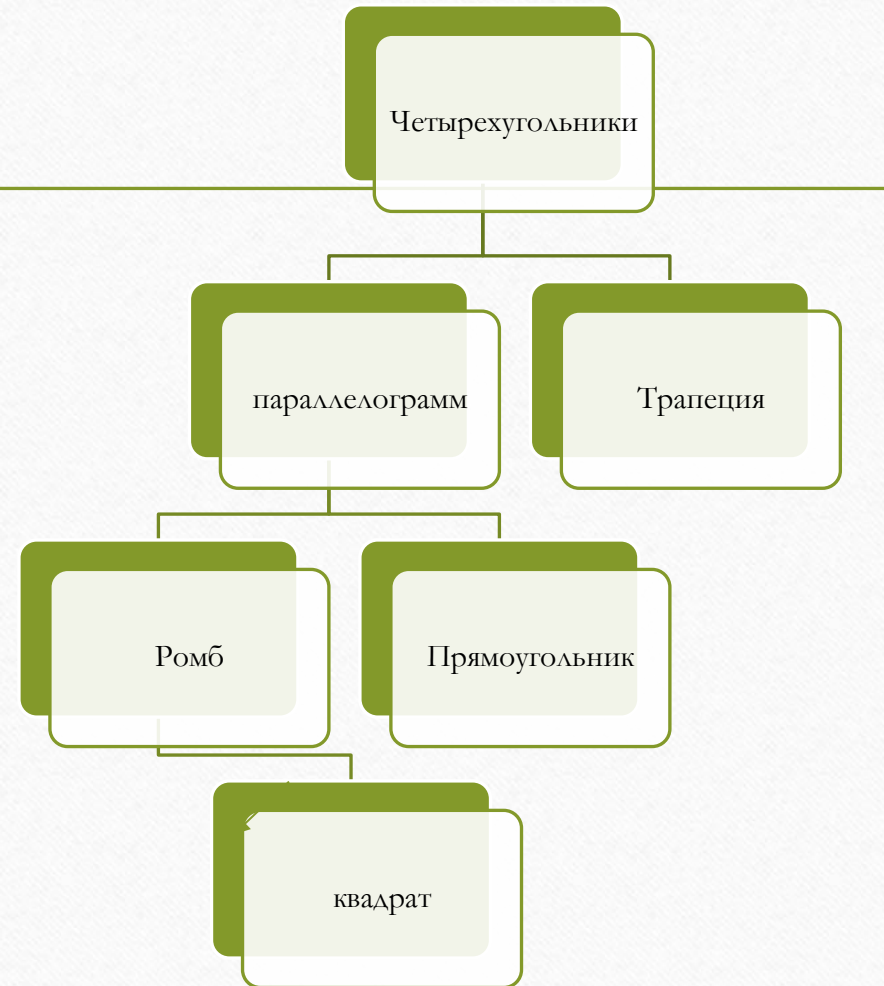 Четырехугольники
параллелограмм
Трапеция
Ромб
Прямоугольник
квадрат